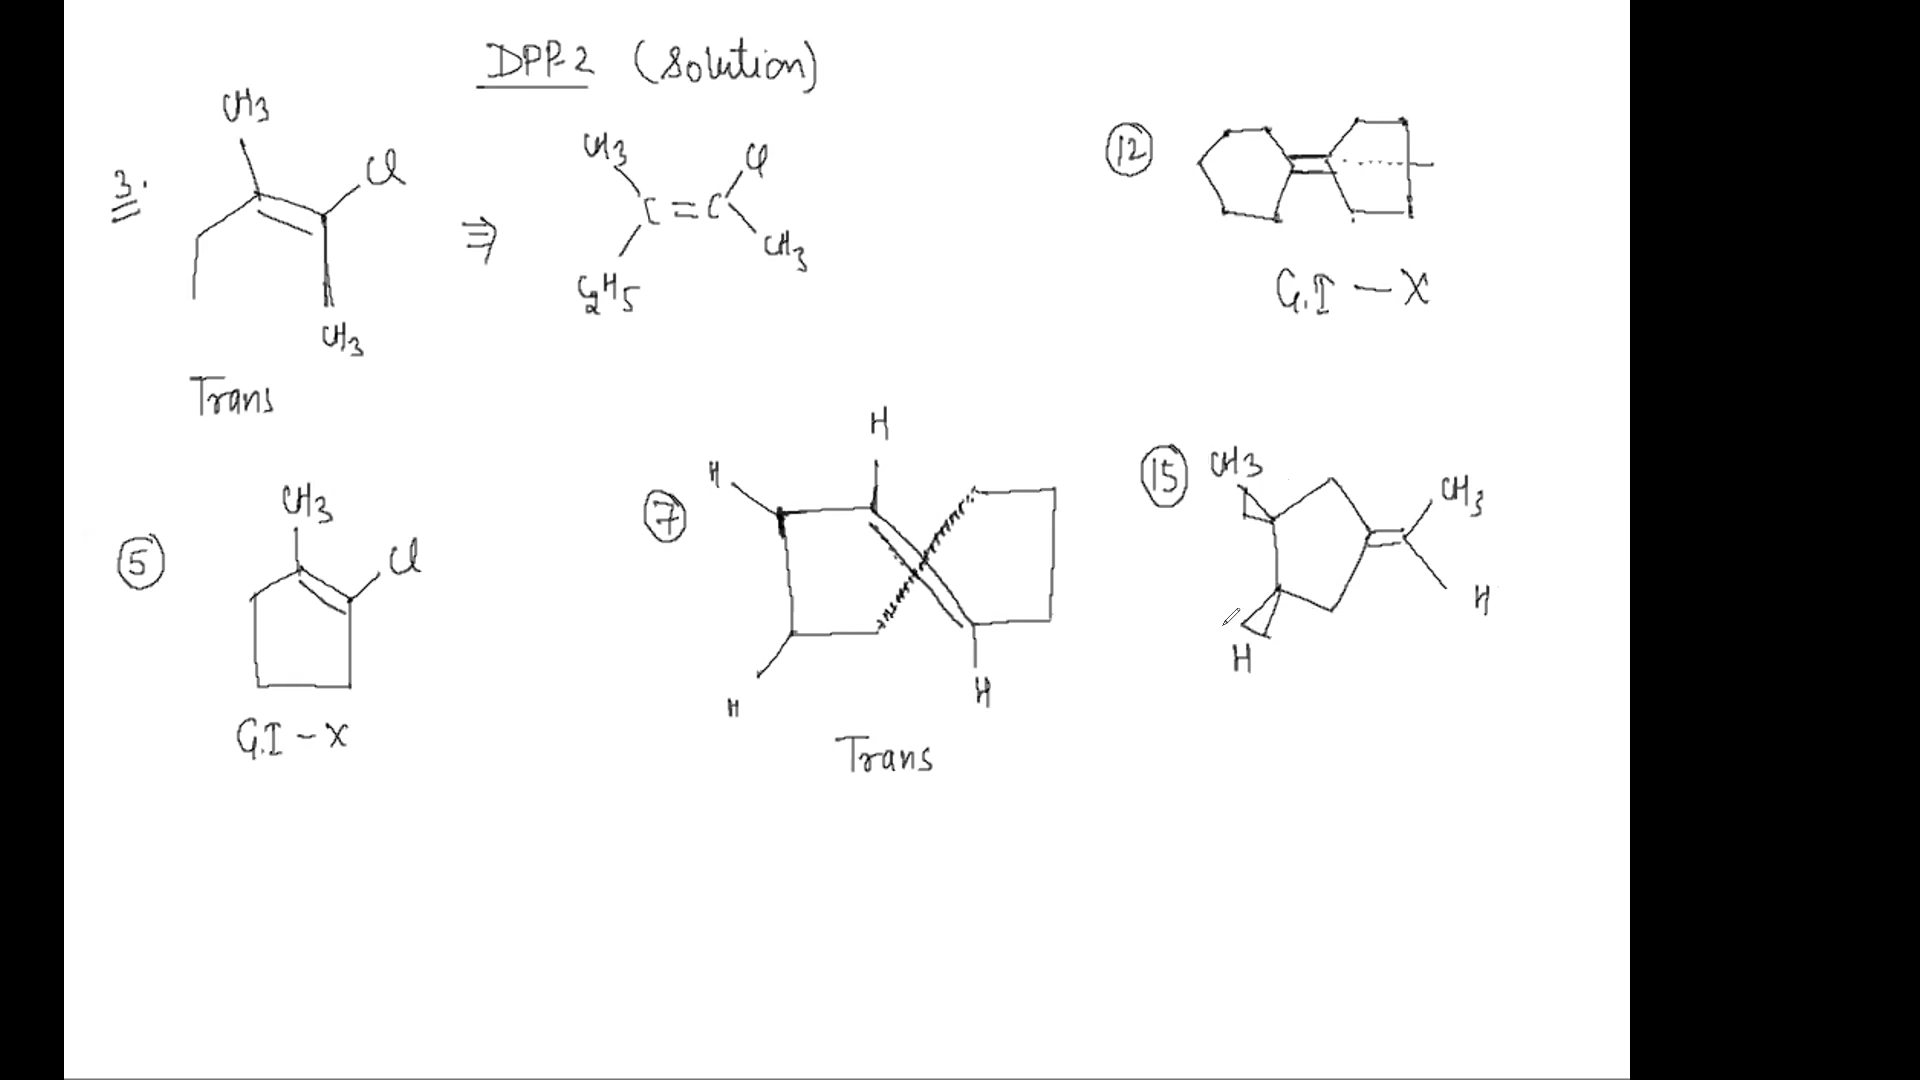 DPP-2 (Solution)
3.
CH3
Cl
CH3
Trans
⇒
CH3
Cl
C=C
C2H5
CH3
12
G.I - X
5
CH3
Cl
G.I - X
7
H
H
H
H
Trans
15
CH3
CH3
H
H